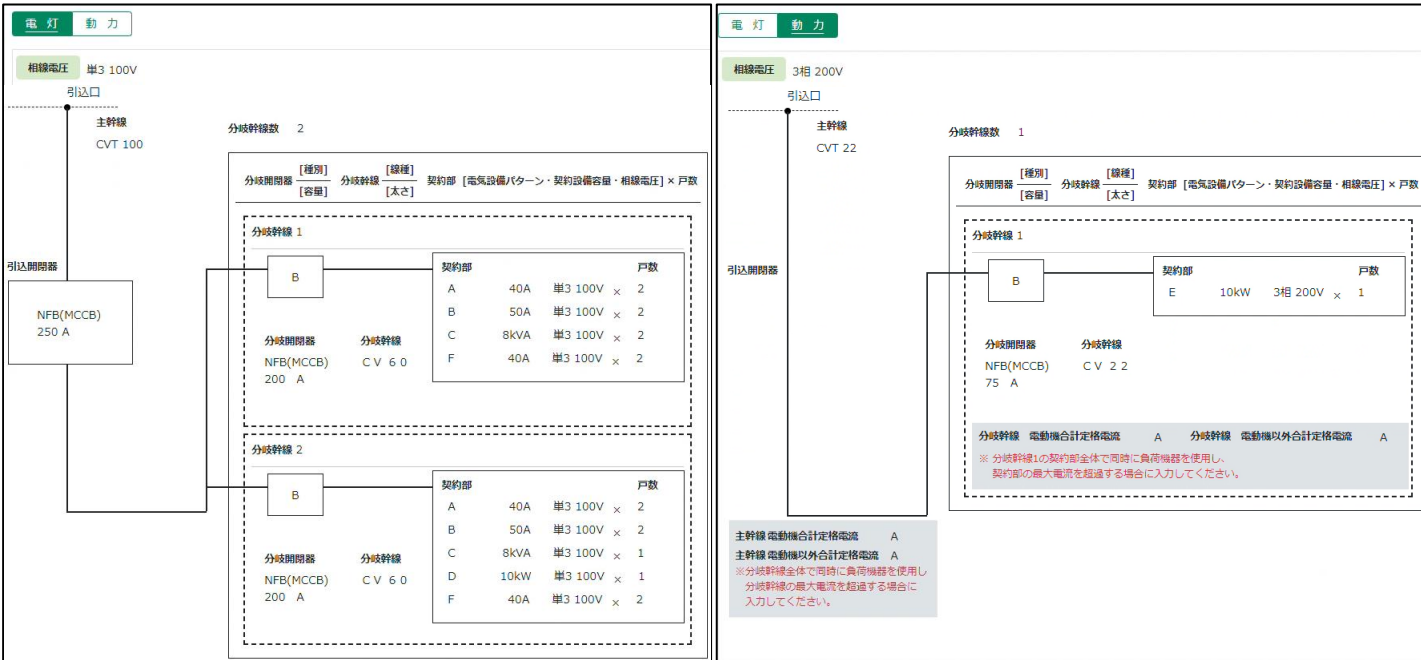 電 灯 動 力
相線電圧 単3 100V
引込口
主幹線
CVT 100
分岐幹線数 2
分岐開閉器 [種別] [容量] 分岐幹線 [線種] [太さ] 契約部 [電気設備パターン・契約設備容量・相線電圧] × 戸数
引込開閉器
NFB(MCCB)
250 A
分岐幹線 1
B
契約部 戸数
A 40A 単3 100V × 2
B 50A 単3 100V × 2
C 8kVA 単3 100V × 2
F 40A 単3 100V × 2
分岐開閉器 分岐幹線
NFB(MCCB) CV 60
200 A
分岐幹線 2
B
契約部 戸数
A 40A 単3 100V × 2
B 50A 単3 100V × 2
C 8kVA 単3 100V × 1
D 10kW 単3 100V × 1
F 40A 単3 100V × 2
分岐開閉器 分岐幹線
NFB(MCCB) CV 60
200 A
電 灯 動 力
相線電圧 3相 200V
引込口
主幹線
CVT 22
分岐幹線数 1
分岐開閉器 [種別] [容量] 分岐幹線 [線種] [太さ] 契約部 [電気設備パターン・契約設備容量・相線電圧] × 戸数
引込開閉器
分岐幹線 1
B
契約部 戸数
E 10kW 3相 200V × 1
分岐開閉器 分岐幹線
NFB(MCCB) CV 22
75 A
分岐幹線 電動機合計定格電流 A 分岐幹線 電動機以外合計定格電流 A
※ 分岐幹線1の契約部全体で同時に負荷機器を使用し、
契約部の最大電流を超過する場合に入力してください。
主幹線 電動機合計定格電流 A
主幹線 電動機以外合計定格電流 A
※分岐幹線全体で同時に負荷機器を使用し
分岐幹線の最大電流を超過する場合に
入力してください。